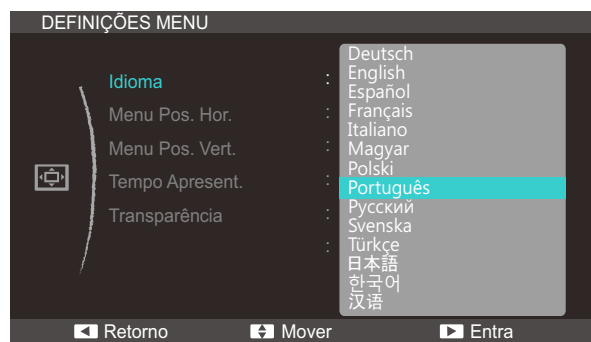 DEFINIÇÕES MENU
Idioma :
Menu Pos. Hor. :
Menu Pos. Vert. :
Tempo Apresent. :
Transparência :
:
Deutsch
English
Español
Français
Italiano
Magyar
Polski
Português
Русский
Svenska
Türkçe
日本語
한국어
汉语
Retorno Mover Entra